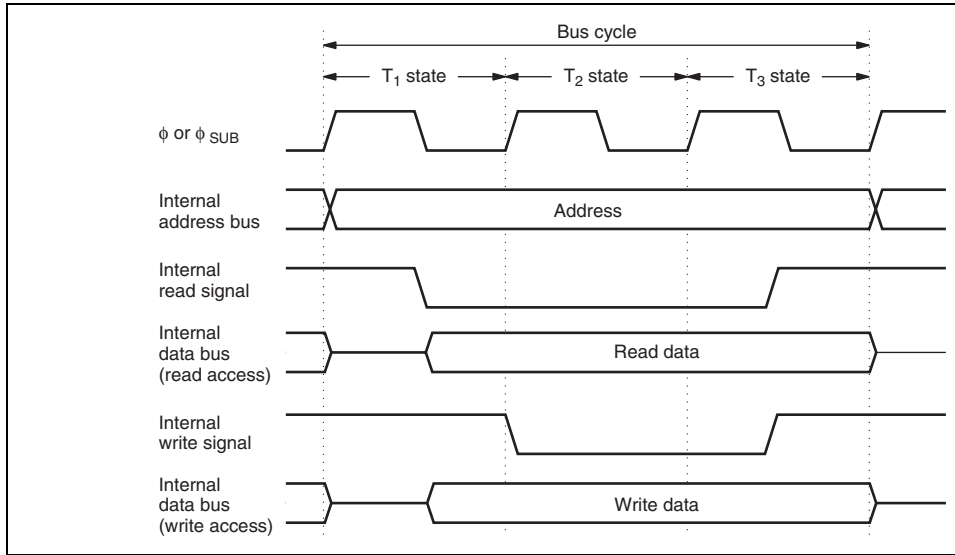 Bus cycle
T1 state
T2 state
T3 state
φ or φ SUB
Internal
address bus
Address
Internal
read signal
Internal
data bus
(read access)
Read data
Internal
write signal
Internal
data bus
(write access)
Write data